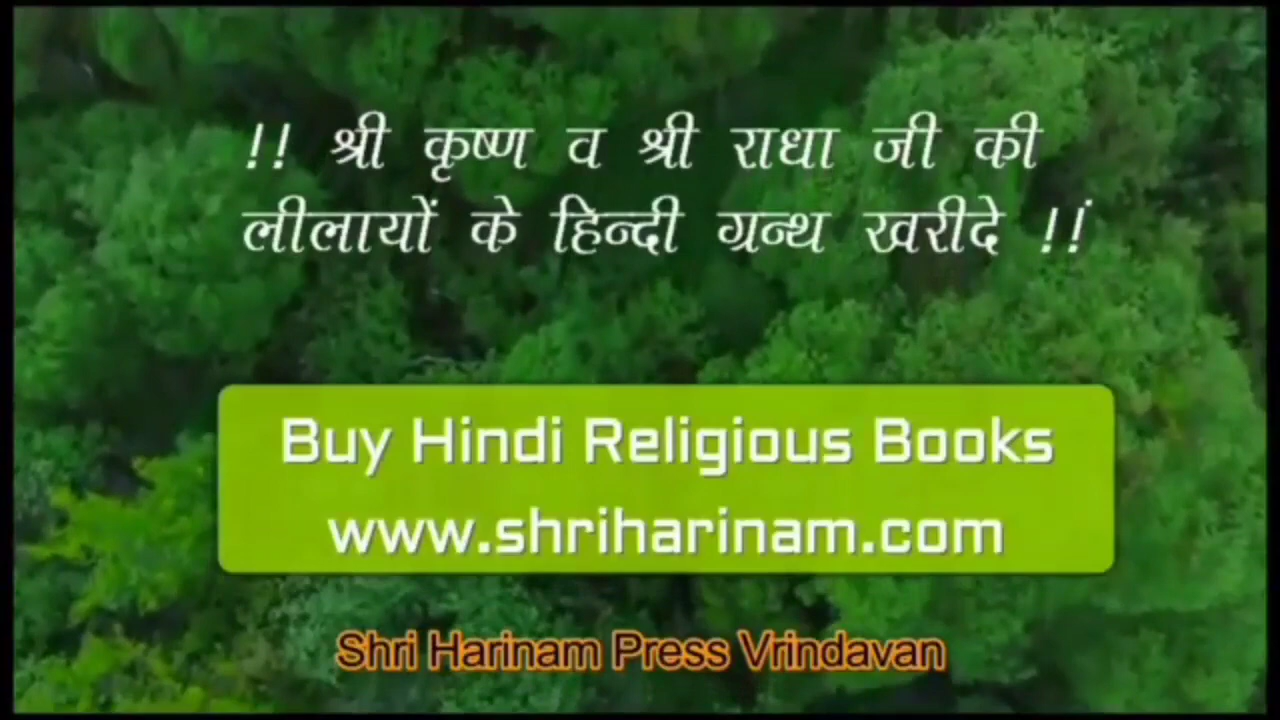 !! श्री कृष्ण व श्री राधा जी की
लीलायों के हिन्दी ग्रन्थ खरीदे !!ं
Buy Hindi Religious Books
www.shriharinam.com
Shri Harinam Press Vrindavan